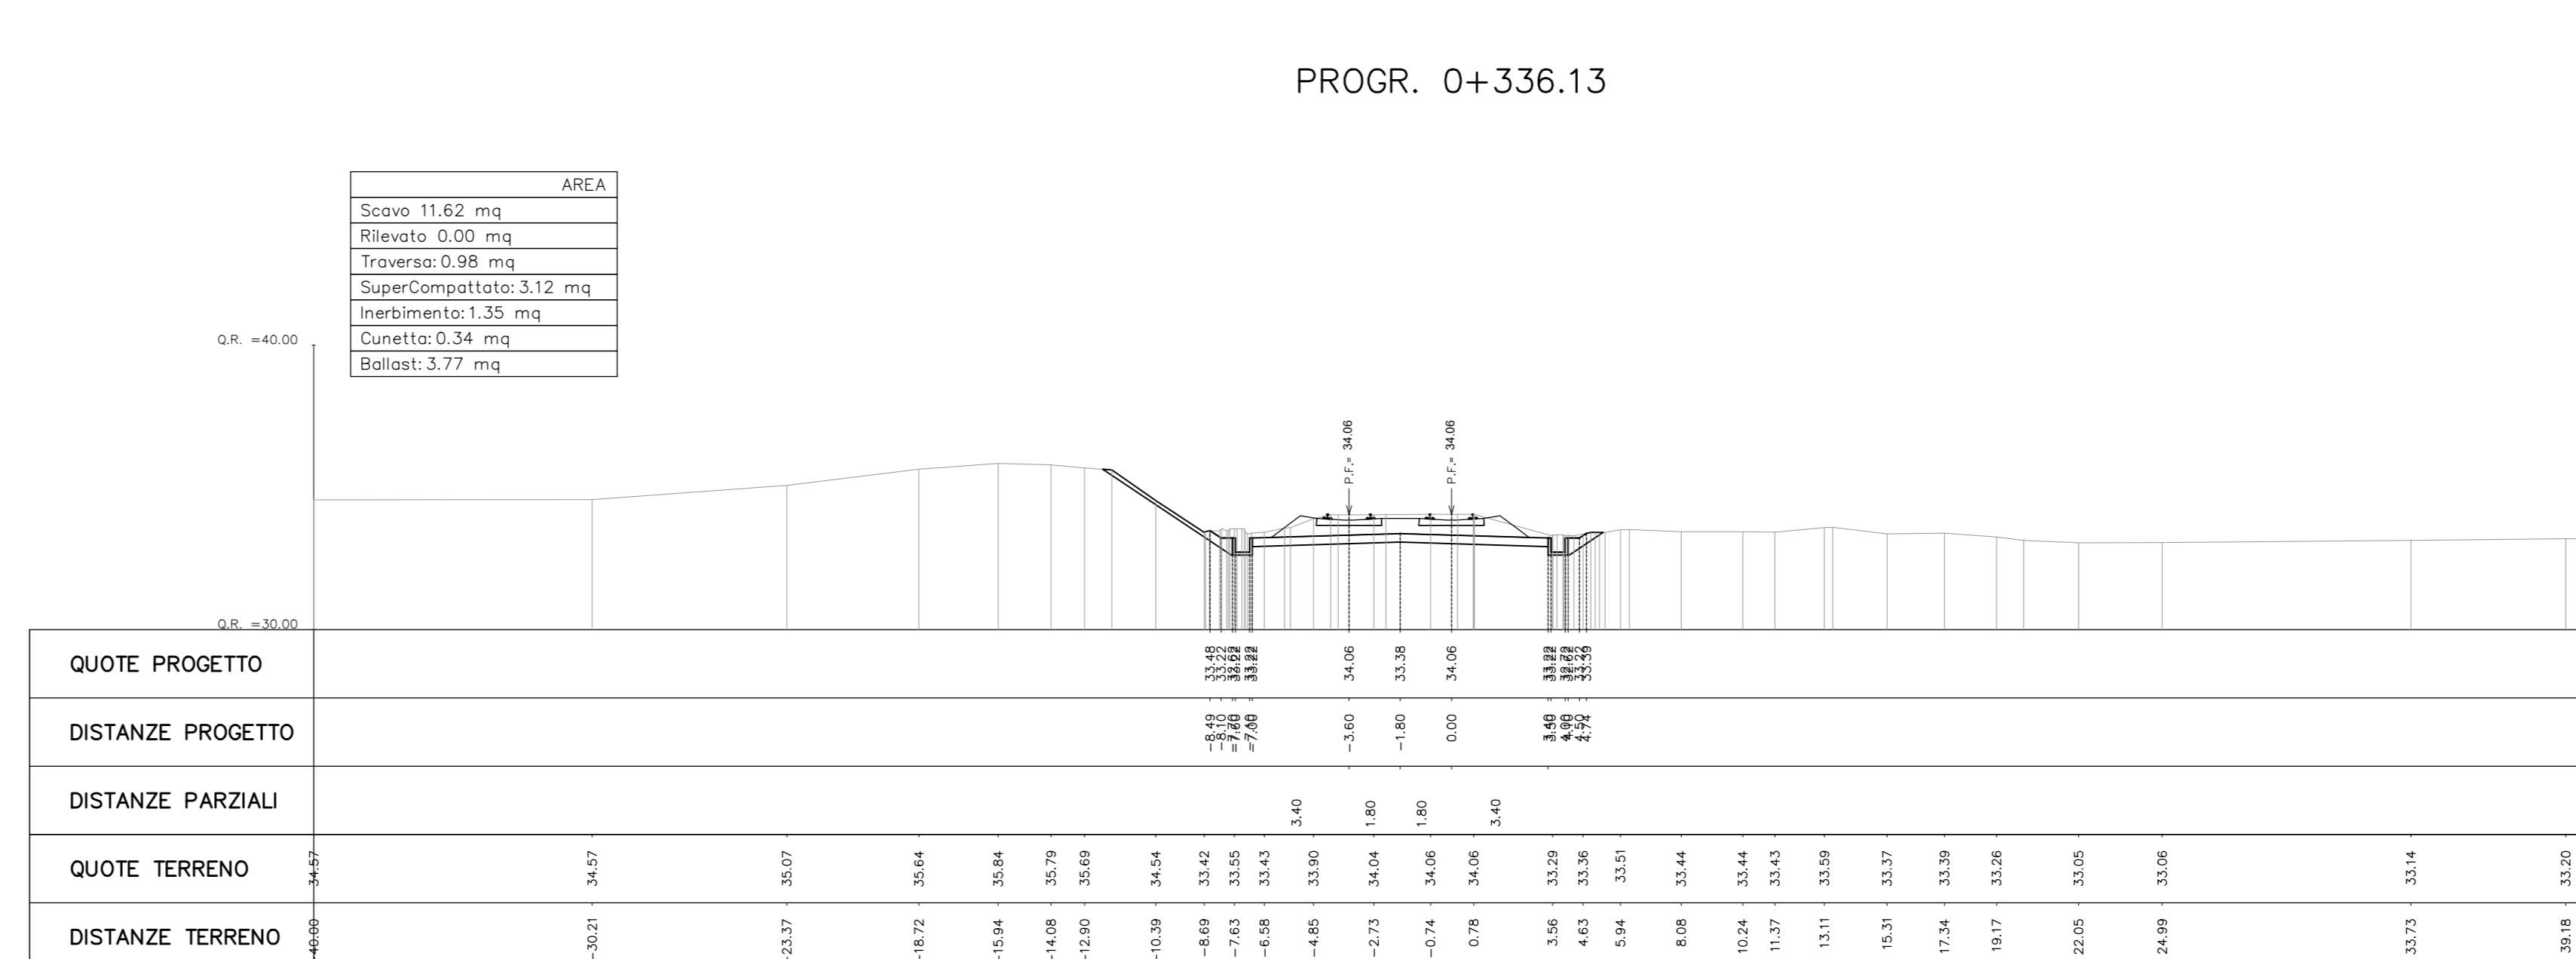 PROGR. 0+336.13
AREA
Scavo 11.62 mq
Rilevato 0.00 mq
Traversa: 0.98 mq
SuperCompattato: 3.12 mq
Inerbimento: 1.35 mq
Cunetta: 0.34 mq
Ballast: 3.77 mq
Q.R. =40.00
P.F.= 34.06 P.F.= 34.06
Q.R. =30.00
QUOTE PROGETTO 33.48 33.22 34.06 33.38 34.06 33.22 33.39
DISTANZE PROGETTO -8.49 -8.10 -7.00 -3.60 -1.80 0.00 4.50 4.74
DISTANZE PARZIALI 3.40 1.80 1.80 3.40
QUOTE TERRENO 34.57 34.57 35.07 35.64 35.84 35.79 35.69 34.54 33.42 33.55 33.43 33.90 34.04 34.06 34.06 33.29 33.36 33.51 33.44 33.44 33.43 33.59 33.37 33.39 33.26 33.05 33.06 33.14 33.20
DISTANZE TERRENO -40.00 -30.21 -23.37 -18.72 -15.94 -14.08 -12.90 -10.39 -8.69 -7.63 -6.58 -4.85 -2.73 -0.74 0.78 3.56 4.63 5.94 8.08 10.24 11.37 13.11 15.31 17.34 19.17 22.05 24.99 33.73 39.18